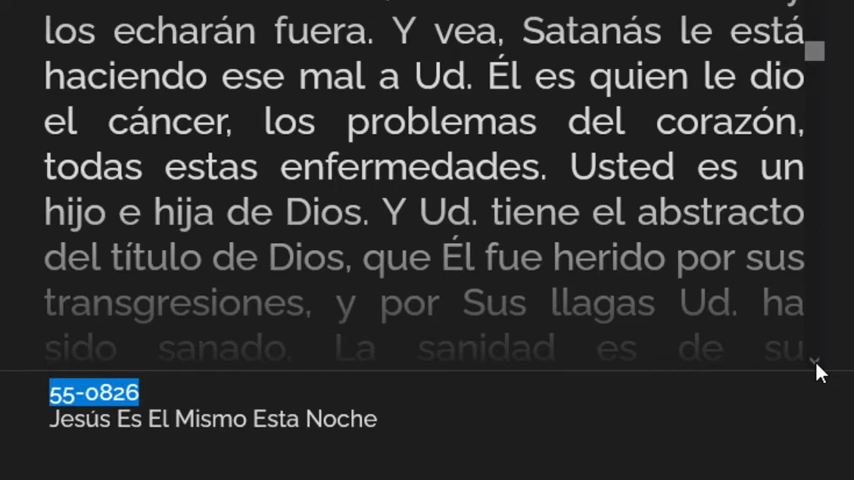 los echarán fuera. Y vea, Satanás le está
haciendo ese mal a Ud. Él es quien le dio
el cáncer, los problemas del corazón,
todas estas enfermedades. Usted es un
hijo e hija de Dios. Y Ud. tiene el abstracto
del título de Dios, que Él fue herido por sus
transgresiones, y por Sus llagas Ud. ha
sido sanado. La sanidad es de su
55-0826
Jesús Es El Mismo Esta Noche